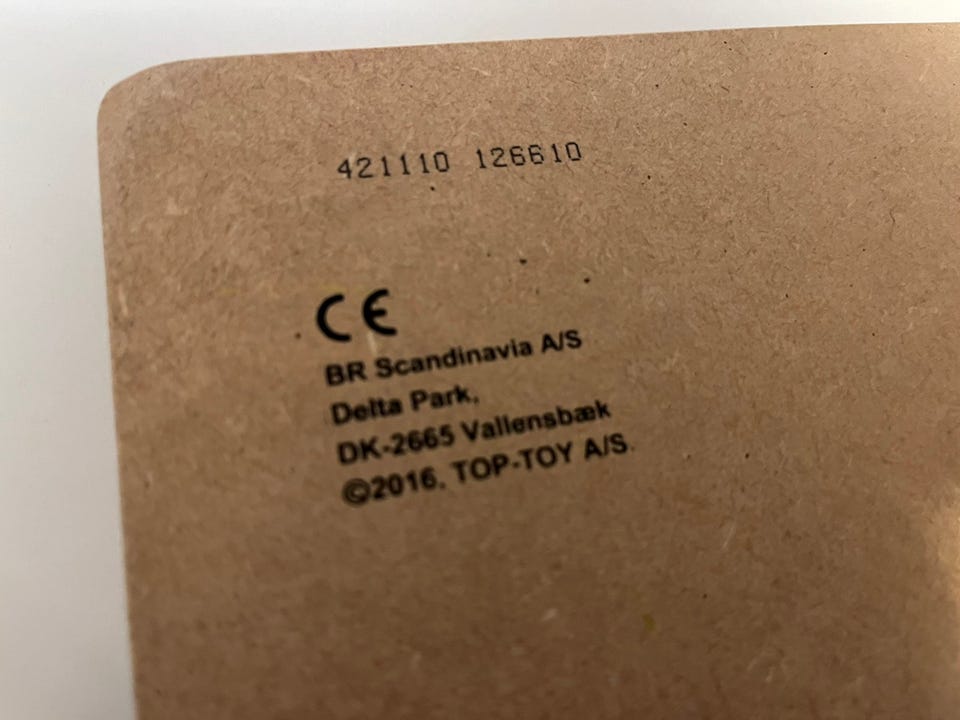 421110 126610
CE
BR Scandinavia A/S
Delta Park,
DK-2665 Vallensbæk
©2016, TOP-TOY A/S.